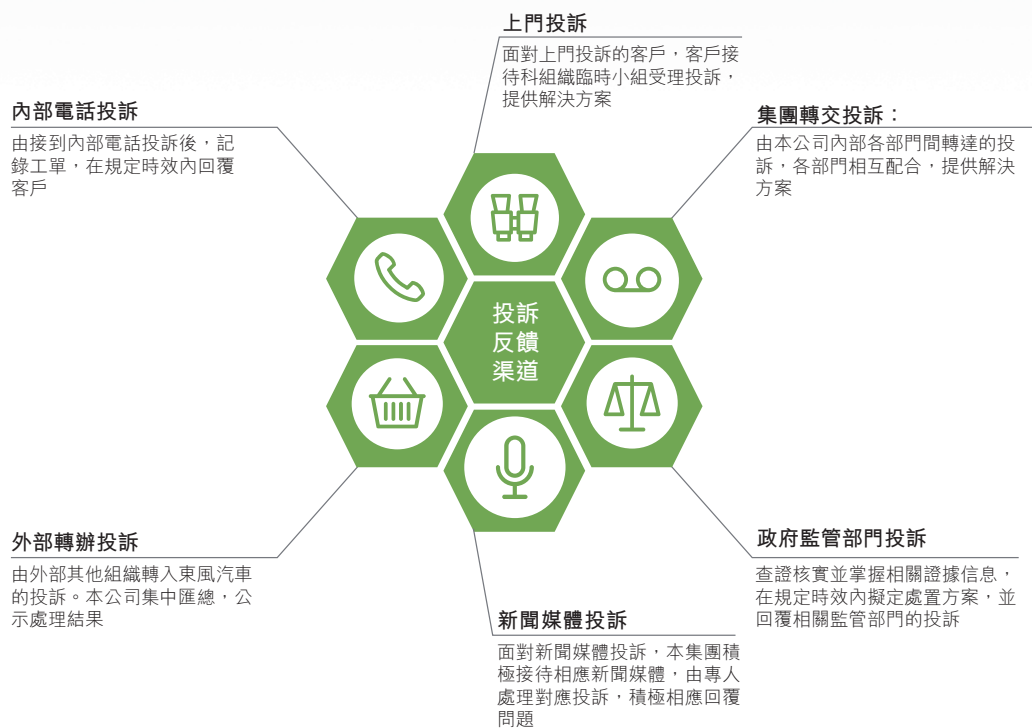 上門投訴
面對上門投訴的客戶，客戶接
待科組織臨時小組受理投訴，
提供解決方案
內部電話投訴
由接到內部電話投訴後，記
錄工單，在規定時效內回覆
客戶
集團轉交投訴：
由本公司內部各部門間轉達的投
訴，各部門相互配合，提供解決
方案
投訴
反饋
渠道
外部轉辦投訴
由外部其他組織轉入東風汽車
的投訴。本公司集中匯總，公
示處理結果
政府監管部門投訴
查證核實並掌握相關證據信息，
在規定時效內擬定處置方案，並
回覆相關監管部門的投訴
新聞媒體投訴
面對新聞媒體投訴，本集團積
極接待相應新聞媒體，由專人
處理對應投訴，積極相應回覆
問題